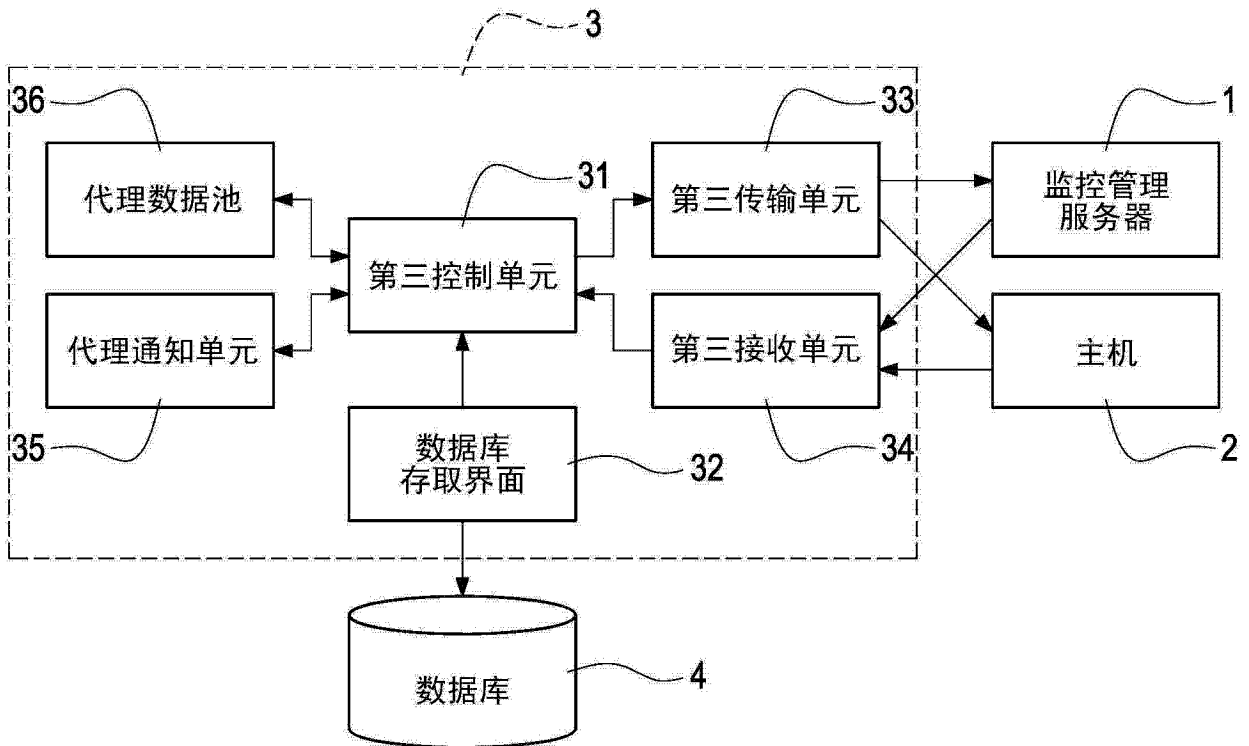 3
36
33
1
代理数据池
31
第三传输单元
监控管理
服务器
第三控制单元
代理通知单元
第三接收单元
主机
35
数据库
存取界面
32
34
2
数据库
4